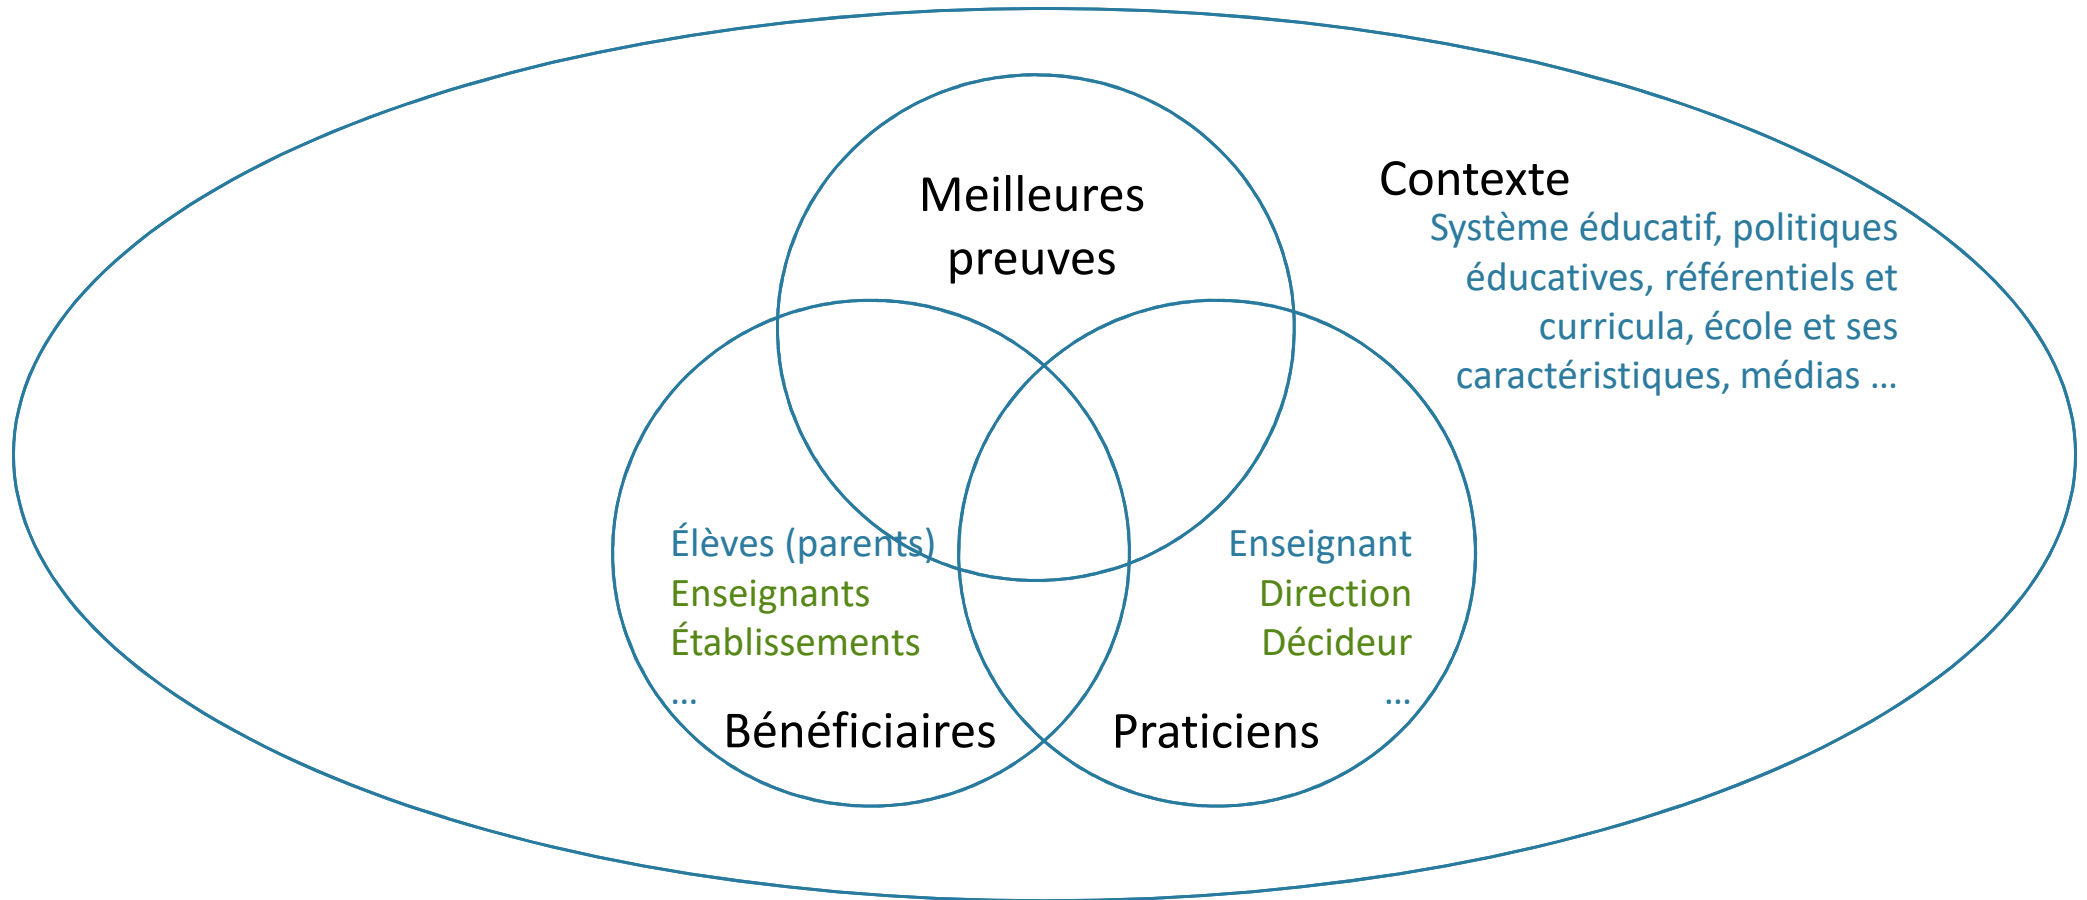 Meilleures
preuves
Contexte
Système éducatif, politiques
éducatives, référentiels et
curricula, école et ses
caractéristiques, médias ...
Élèves (parents)
Enseignants
Établissements
...
Bénéficiaires
Enseignant
Direction
Décideur
...
Praticiens